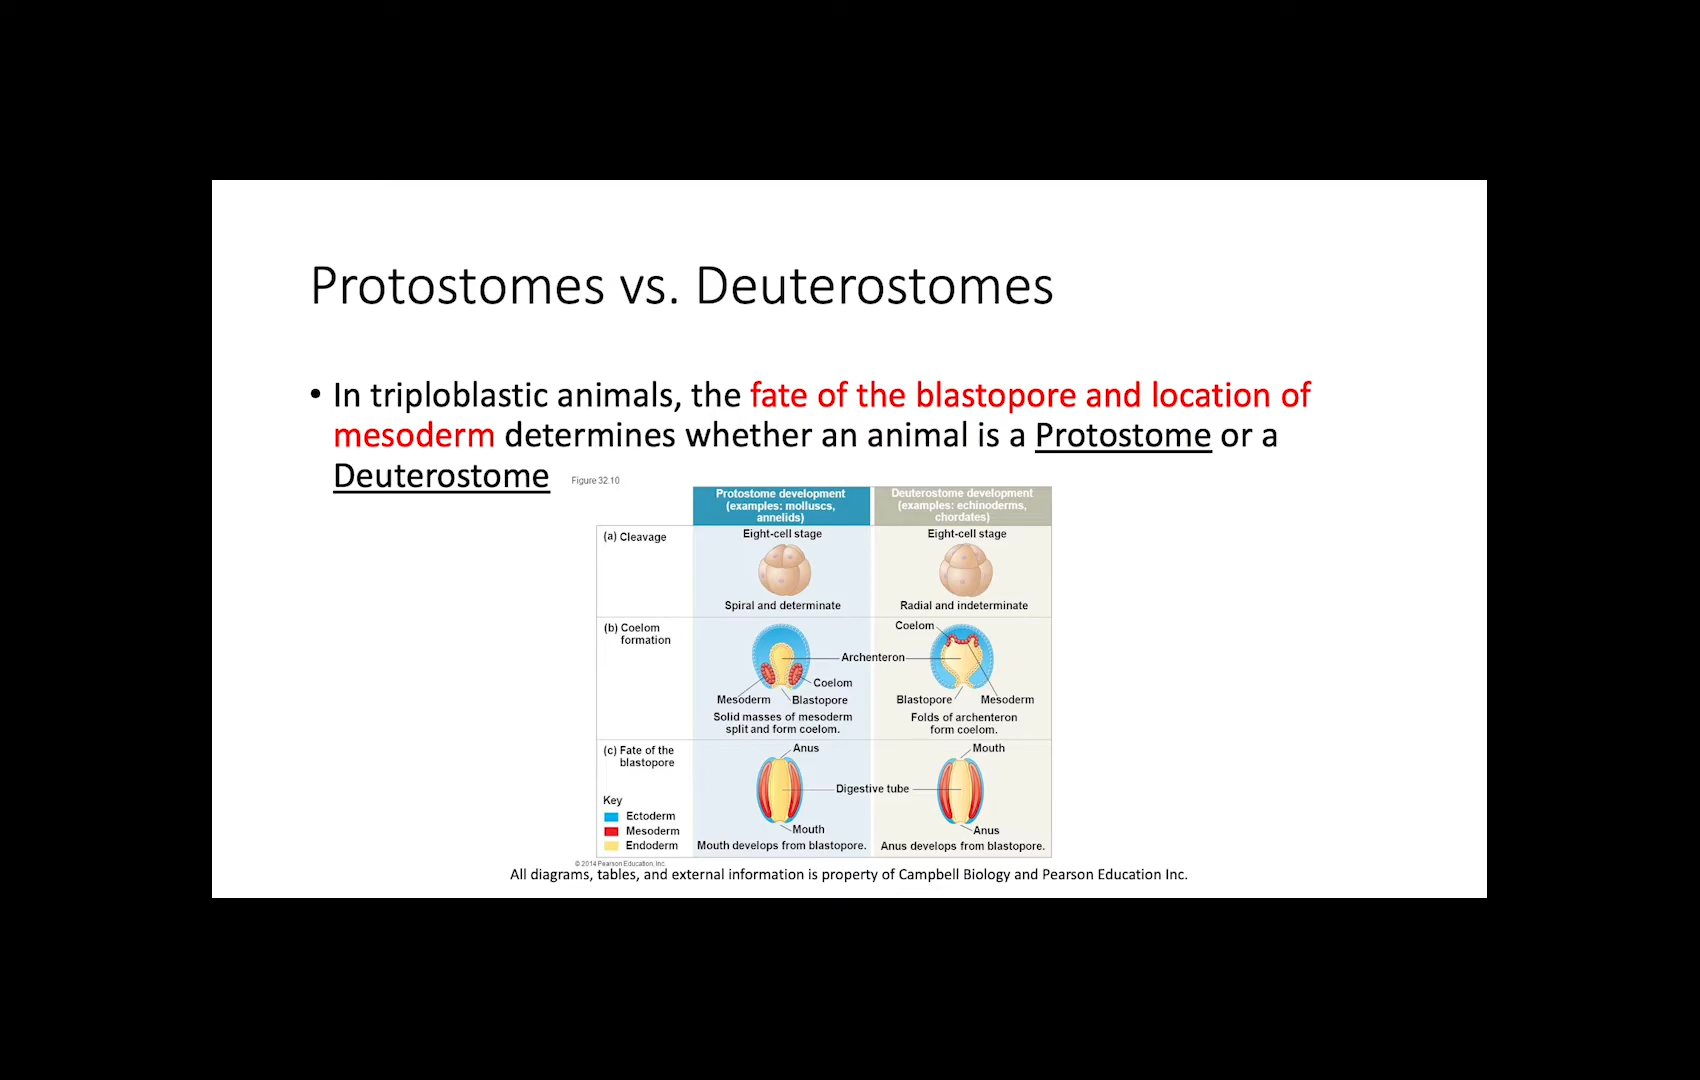 Protostomes vs. Deuterostomes
• In triploblastic animals, the fate of the blastopore and location of
mesoderm determines whether an animal is a Protostome or a
Deuterostome
Figure 32.10
Protostome development
(examples: molluscs,
annelids)
Deuterostome development
(examples: echinoderms,
chordates)
(a) Cleavage
Eight-cell stage
Eight-cell stage
Spiral and determinate
Radial and indeterminate
(b) Coelom
formation
Coelom
Archenteron
Coelom
Mesoderm
Blastopore
Blastopore
Mesoderm
Solid masses of mesoderm
split and form coelom.
Folds of archenteron
form coelom.
(c) Fate of the
blastopore
Anus
Mouth
Digestive tube
Mouth
Anus
Mouth develops from blastopore.
Anus develops from blastopore.
Key
Ectoderm
Mesoderm
Endoderm
© 2014 Pearson Education, Inc.
All diagrams, tables, and external information is property of Campbell Biology and Pearson Education Inc.